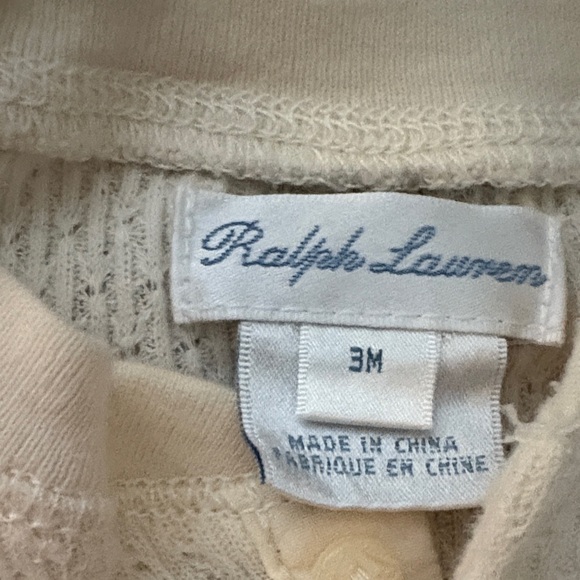 Ralph Lauren
3M
MADE IN CHINA
FABRIQUE EN CHINE